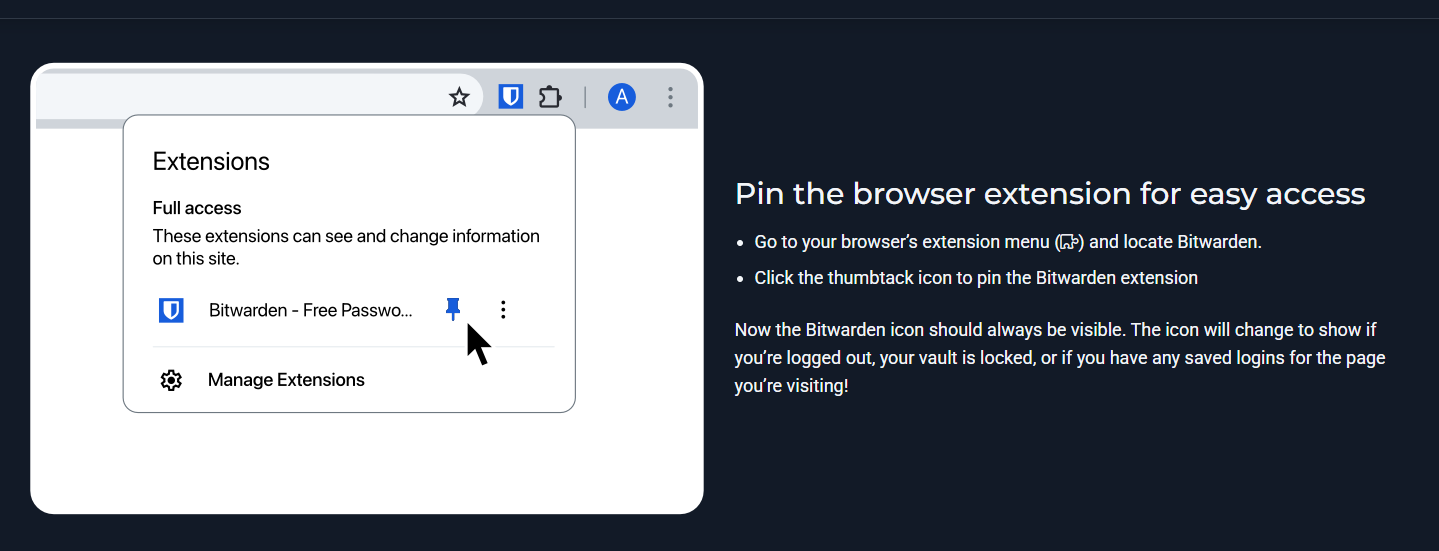 A
Extensions
Full access
These extensions can see and change information
on this site.
Bitwarden - Free Passwo...
Manage Extensions
Pin the browser extension for easy access
• Go to your browser’s extension menu () and locate Bitwarden.
• Click the thumbtack icon to pin the Bitwarden extension
Now the Bitwarden icon should always be visible. The icon will change to show if
you’re logged out, your vault is locked, or if you have any saved logins for the page
you’re visiting!